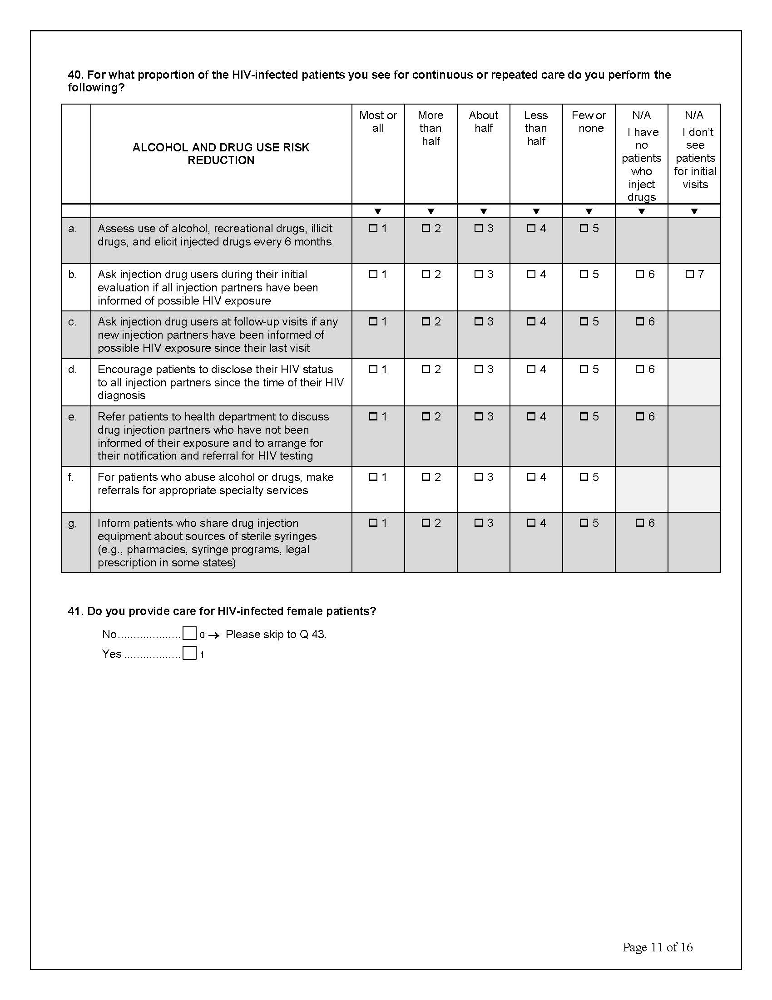 40. For what proportion of the HIV-infected patients you see for continuous or repeated care do you perform the
following?
ALCOHOL AND DRUG USE RISK
REDUCTION
Most or
all
More
than
half
About
half
Less
than
half
Few or
none
N/A
I have
no
patients
who
inject
drugs
N/A
I don't
see
patients
for initial
visits
▼ ▼ ▼ ▼ ▼ ▼ ▼
a. Assess use of alcohol, recreational drugs, illicit ☐ 1 ☐ 2 ☐ 3 ☐ 4 ☐ 5
drugs, and elicit injected drugs every 6 months
b. Ask injection drug users during their initial ☐ 1 ☐ 2 ☐ 3 ☐ 4 ☐ 5 ☐ 6 ☐ 7
evaluation if all injection partners have been
informed of possible HIV exposure
c. Ask injection drug users at follow-up visits if any ☐ 1 ☐ 2 ☐ 3 ☐ 4 ☐ 5 ☐ 6
new injection partners have been informed of
possible HIV exposure since their last visit
d. Encourage patients to disclose their HIV status ☐ 1 ☐ 2 ☐ 3 ☐ 4 ☐ 5 ☐ 6
to all injection partners since the time of their HIV
diagnosis
e. Refer patients to health department to discuss ☐ 1 ☐ 2 ☐ 3 ☐ 4 ☐ 5 ☐ 6
drug injection partners who have not been
informed of their exposure and to arrange for
their notification and referral for HIV testing
f. For patients who abuse alcohol or drugs, make ☐ 1 ☐ 2 ☐ 3 ☐ 4 ☐ 5
referrals for appropriate specialty services
g. Inform patients who share drug injection ☐ 1 ☐ 2 ☐ 3 ☐ 4 ☐ 5 ☐ 6
equipment about sources of sterile syringes
(e.g., pharmacies, syringe programs, legal
prescription in some states)
41. Do you provide care for HIV-infected female patients?
No.................... ☐ 0 → Please skip to Q 43.
Yes .................. ☐ 1
Page 11 of 16